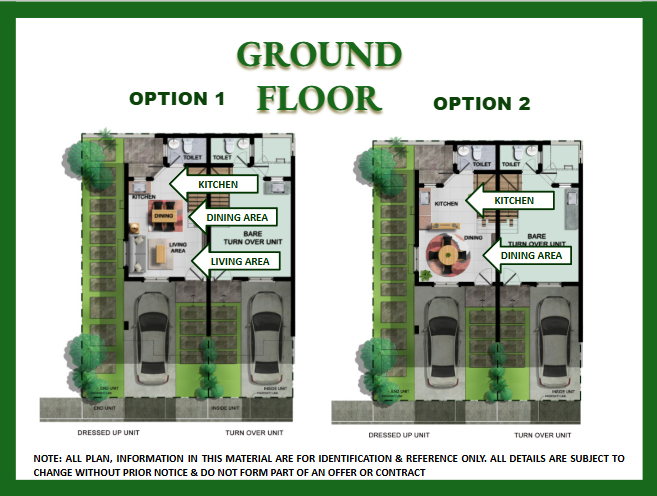 GROUND
FLOOR
OPTION 1
OPTION 2
TOILET
TOILET
KITCHEN
KITCHEN
DINING
DINING AREA
LIVING
AREA
LIVING AREA
BARE
TURN OVER UNIT
END UNIT
INSIDE UNIT
END UNIT
INSIDE UNIT
DRESSED UP UNIT
TURN OVER UNIT
TOILET
TOILET
KITCHEN
KITCHEN
DINING
DINING AREA
BARE
TURN OVER UNIT
END UNIT
INSIDE UNIT
DRESSED UP UNIT
TURN OVER UNIT
NOTE: ALL PLAN, INFORMATION IN THIS MATERIAL ARE FOR IDENTIFICATION & REFERENCE ONLY. ALL DETAILS ARE SUBJECT TO
CHANGE WITHOUT PRIOR NOTICE & DO NOT FORM PART OF AN OFFER OR CONTRACT